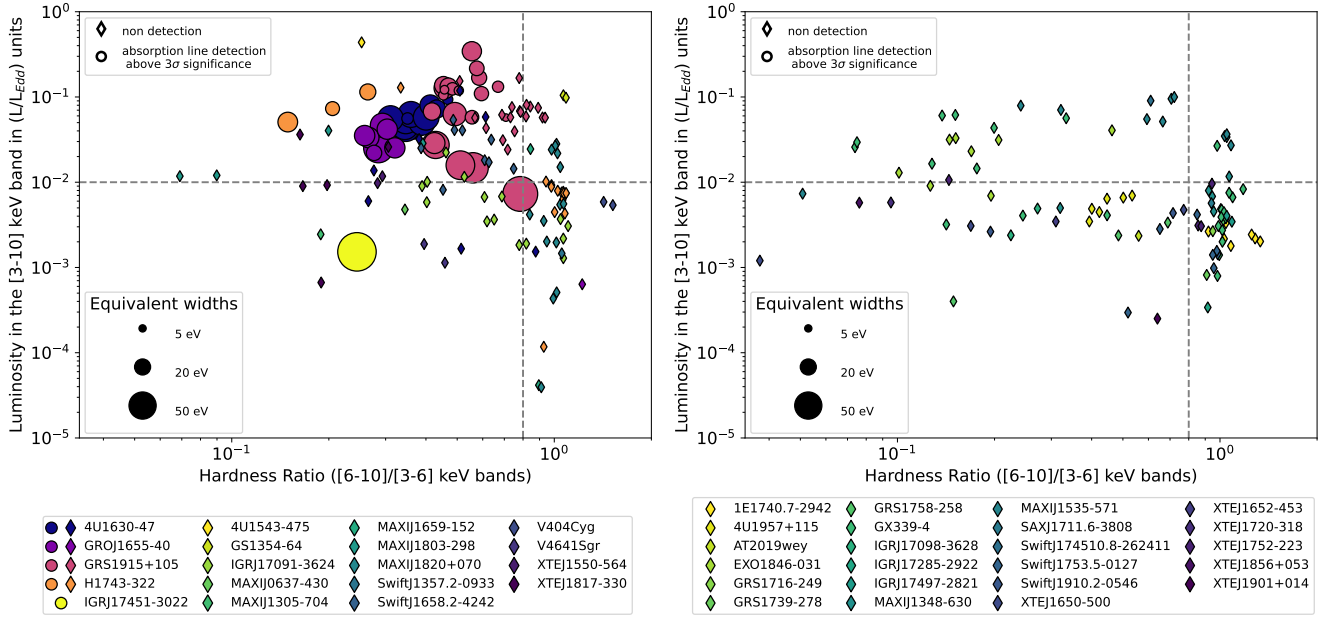 Luminosity in the [3-10] keV band in (L/L_Edd) units
10^0
10^-1
10^-2
10^-3
10^-4
10^-5
non detection
absorption line detection
above 3σ significance
Equivalent widths
5 eV
20 eV
50 eV
10^-1
10^0
Hardness Ratio ([6-10]/[3-6] keV bands)
4U1630-47
GROJ1655-40
GRS1915+105
H1743-322
IGRJ17451-3022
4U1543-475
GS1354-64
IGRJ17091-3624
MAXIJ0637-430
MAXIJ1305-704
MAXIJ1659-152
MAXIJ1803-298
MAXIJ1820+070
SwiftJ1357.2-0933
SwiftJ1658.2-4242
V404Cyg
V4641Sgr
XTEJ1550-564
XTEJ1817-330
Luminosity in the [3-10] keV band in (L/L_Edd) units
10^0
10^-1
10^-2
10^-3
10^-4
10^-5
non detection
absorption line detection
above 3σ significance
Equivalent widths
5 eV
20 eV
50 eV
10^-1
10^0
Hardness Ratio ([6-10]/[3-6] keV bands)
1E1740.7-2942
4U1957+115
AT2019wey
EXO1846-031
GRS1716-249
GRS1739-278
GRS1758-258
GX339-4
IGRJ17098-3628
IGRJ17285-2922
IGRJ17497-2821
MAXIJ1348-630
MAXIJ1535-571
SAXJ1711.6-3808
SwiftJ174510.8-262411
SwiftJ1753.5-0127
SwiftJ1910.2-0546
XTEJ1650-500
XTEJ1652-453
XTEJ1720-318
XTEJ1752-223
XTEJ1856+053
XTEJ1901+014